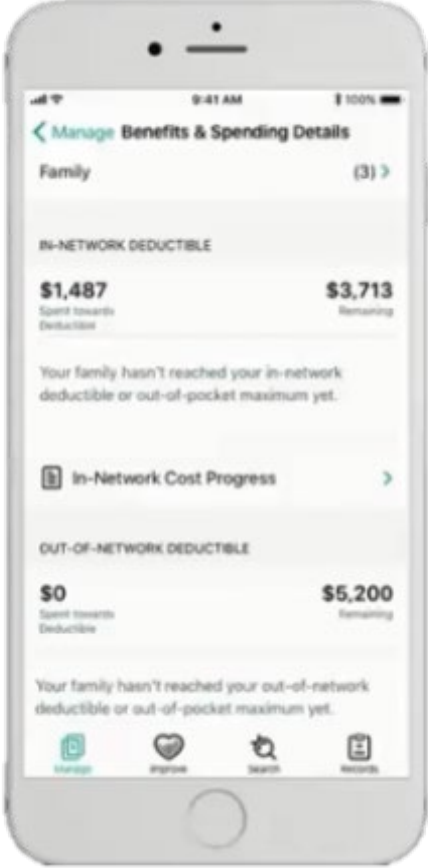 9:41 AM
100%
Manage Benefits & Spending Details
Family (3)
IN-NETWORK DEDUCTIBLE
$1,487 $3,713
Spent towards Remaining
Deductible
Your family hasn't reached your in-network
deductible or out-of-pocket maximum yet.
In-Network Cost Progress
OUT-OF-NETWORK DEDUCTIBLE
$0 $5,200
Spent towards Remaining
Deductible
Your family hasn't reached your out-of-network
deductible or out-of-pocket maximum yet.
Manage Improve Search Records